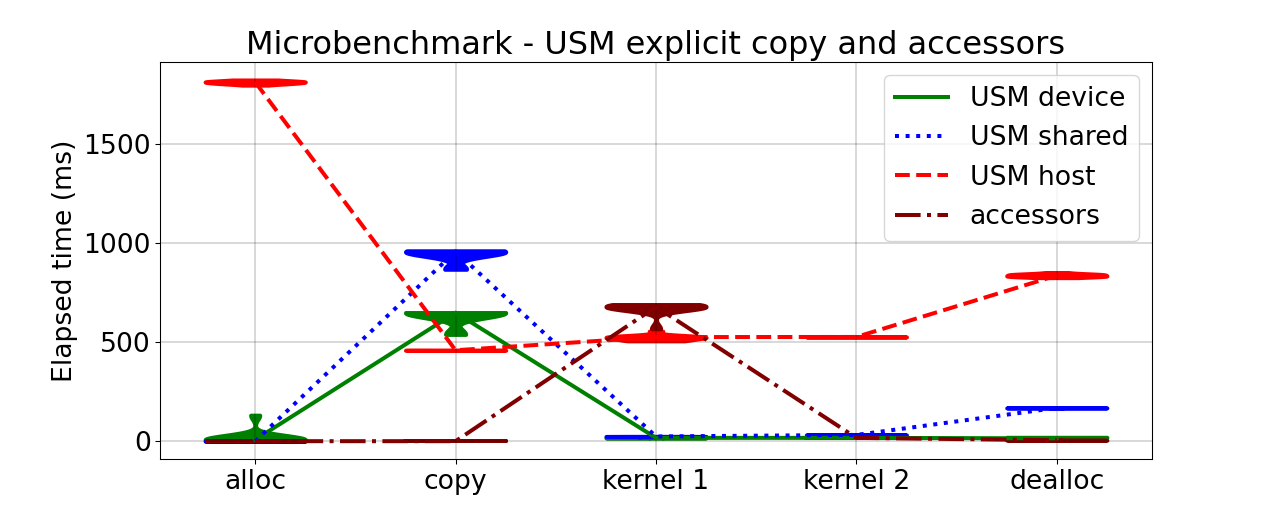 Microbenchmark - USM explicit copy and accessors
Elapsed time (ms)
1500
1000
500
0
USM device
USM shared
USM host
accessors
alloc
copy
kernel 1
kernel 2
dealloc